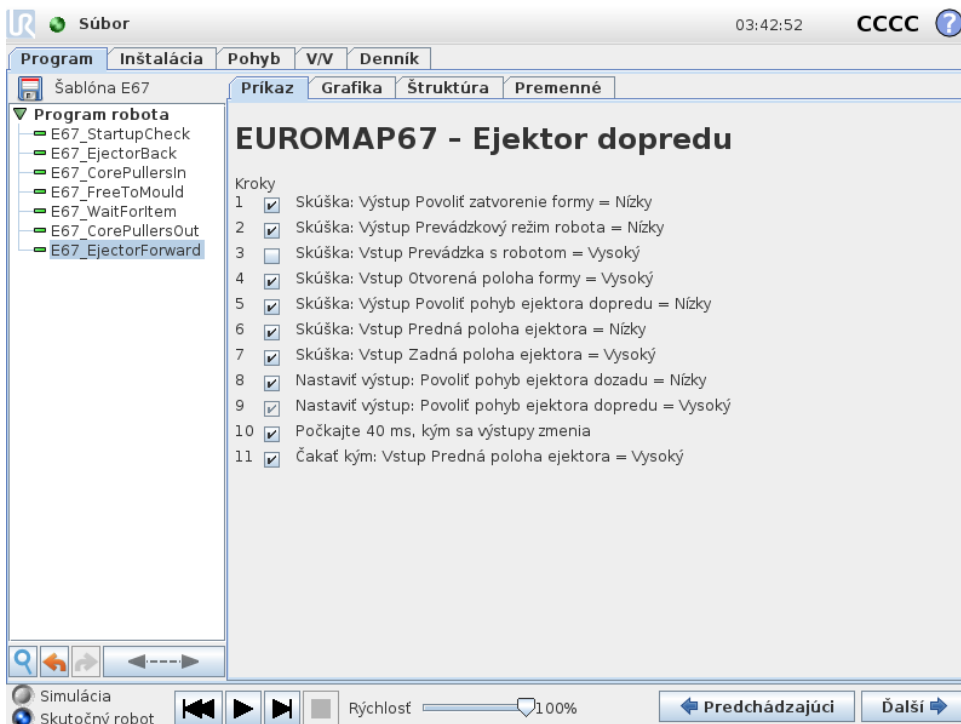 UR Súbor 03:42:52 CCCC ?
Program Inštalácia Pohyb V/V Denník
Šablóna E67 Príkaz Grafika Štruktúra Premenné
Program robota
E67_StartupCheck
E67_EjectorBack
E67_CorePullersIn
E67_FreeToMould
E67_WaitForItem
E67_CorePullersOut
E67_EjectorForward
EUROMAP67 - Ejektor dopredu
Kroky
1 Skúška: Výstup Povoliť zatvorenie formy = Nízky
2 Skúška: Výstup Prevádzkový režim robota = Nízky
3 Skúška: Vstup Prevádzka s robotom = Vysoký
4 Skúška: Vstup Otvorená poloha formy = Vysoký
5 Skúška: Výstup Povoliť pohyb ejektora dopredu = Nízky
6 Skúška: Vstup Predná poloha ejektora = Nízky
7 Skúška: Vstup Zadná poloha ejektora = Vysoký
8 Nastaviť výstup: Povoliť pohyb ejektora dozadu = Nízky
9 Nastaviť výstup: Povoliť pohyb ejektora dopredu = Vysoký
10 Počkajte 40 ms, kým sa výstupy zmenia
11 Čakať kým: Vstup Predná poloha ejektora = Vysoký
Simulácia
Skutočný robot
Rýchlosť 100%
Predchádzajúci Ďalší